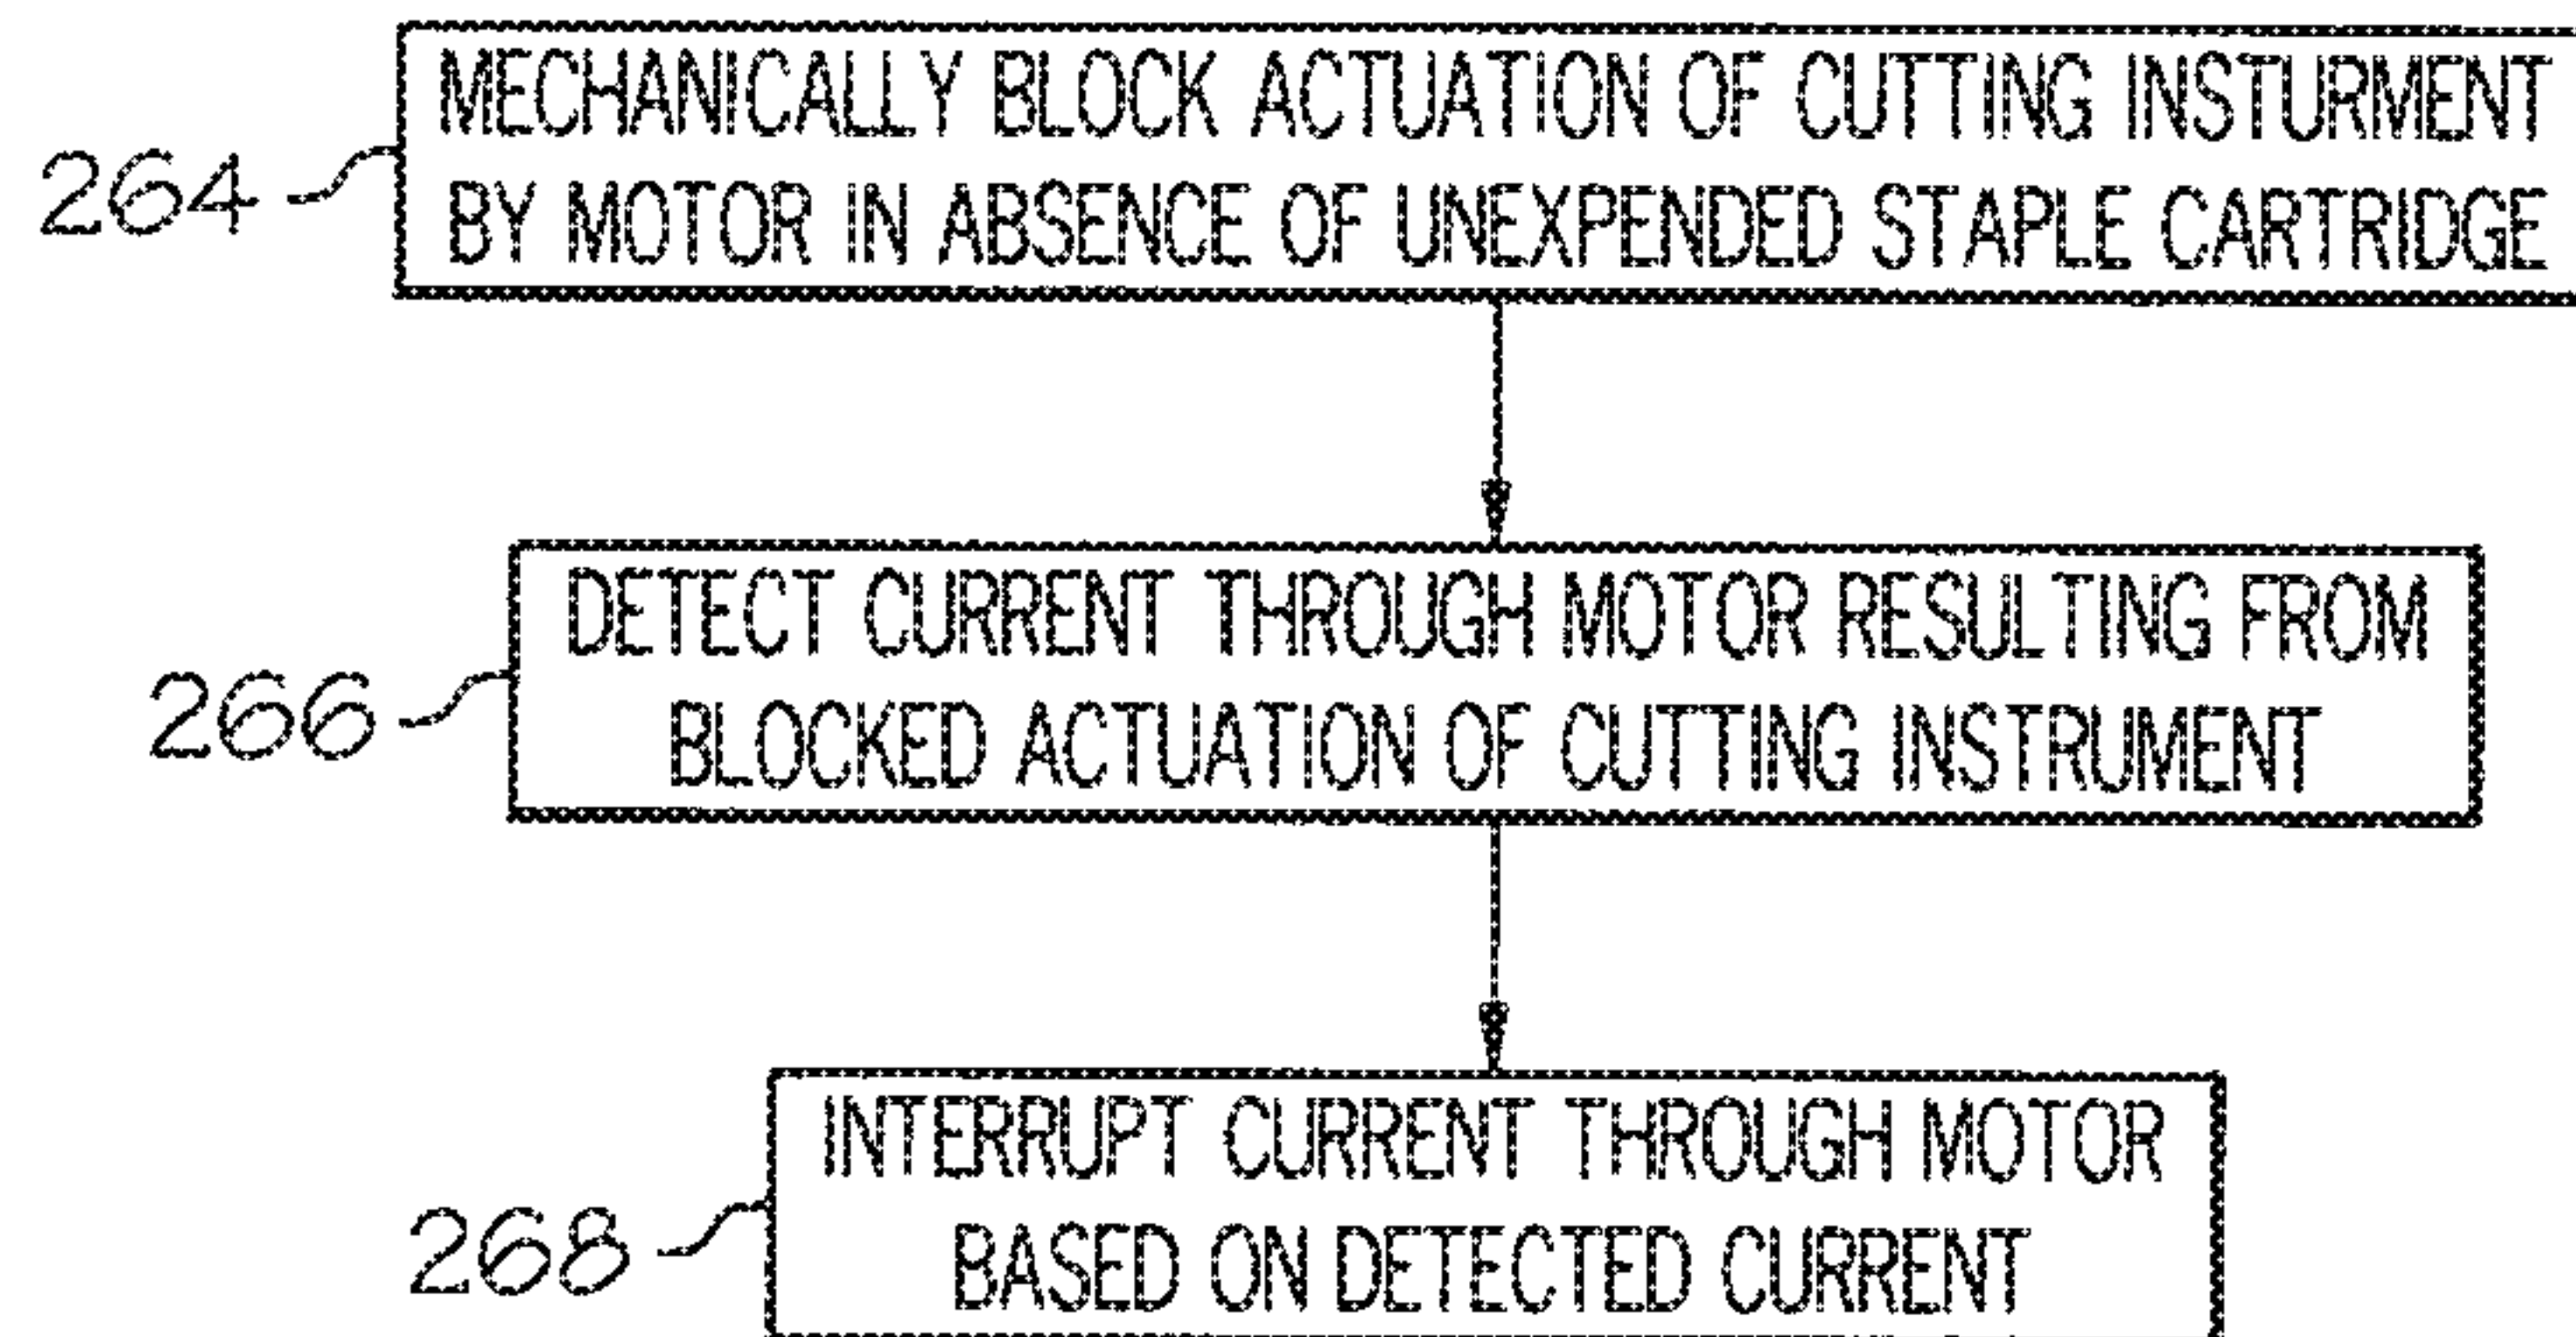 MECHANICALLY BLOCK ACTUATION OF CUTTING INSTURMENT
264 BY MOTOR IN ABSENCE OF UNEXPENDED STAPLE CARTRIDGE
DETECT CURRENT THROUGH MOTOR RESULTING FROM
266 BLOCKED ACTUATION OF CUTTING INSTRUMENT
INTERRUPT CURRENT THROUGH MOTOR
268 BASED ON DETECTED CURRENT